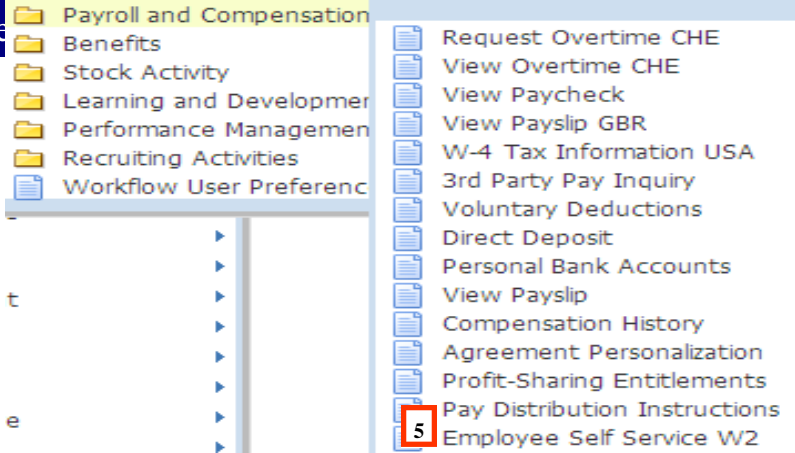 Payroll and Compensation
Benefits
Stock Activity
Learning and Developmen
Performance Managemen
Recruiting Activities
Workflow User Preferenc
t
e
Request Overtime CHE
View Overtime CHE
View Paycheck
View Payslip GBR
W-4 Tax Information USA
3rd Party Pay Inquiry
Voluntary Deductions
Direct Deposit
Personal Bank Accounts
View Payslip
Compensation History
Agreement Personalization
Profit-Sharing Entitlements
Pay Distribution Instructions
5 Employee Self Service W2